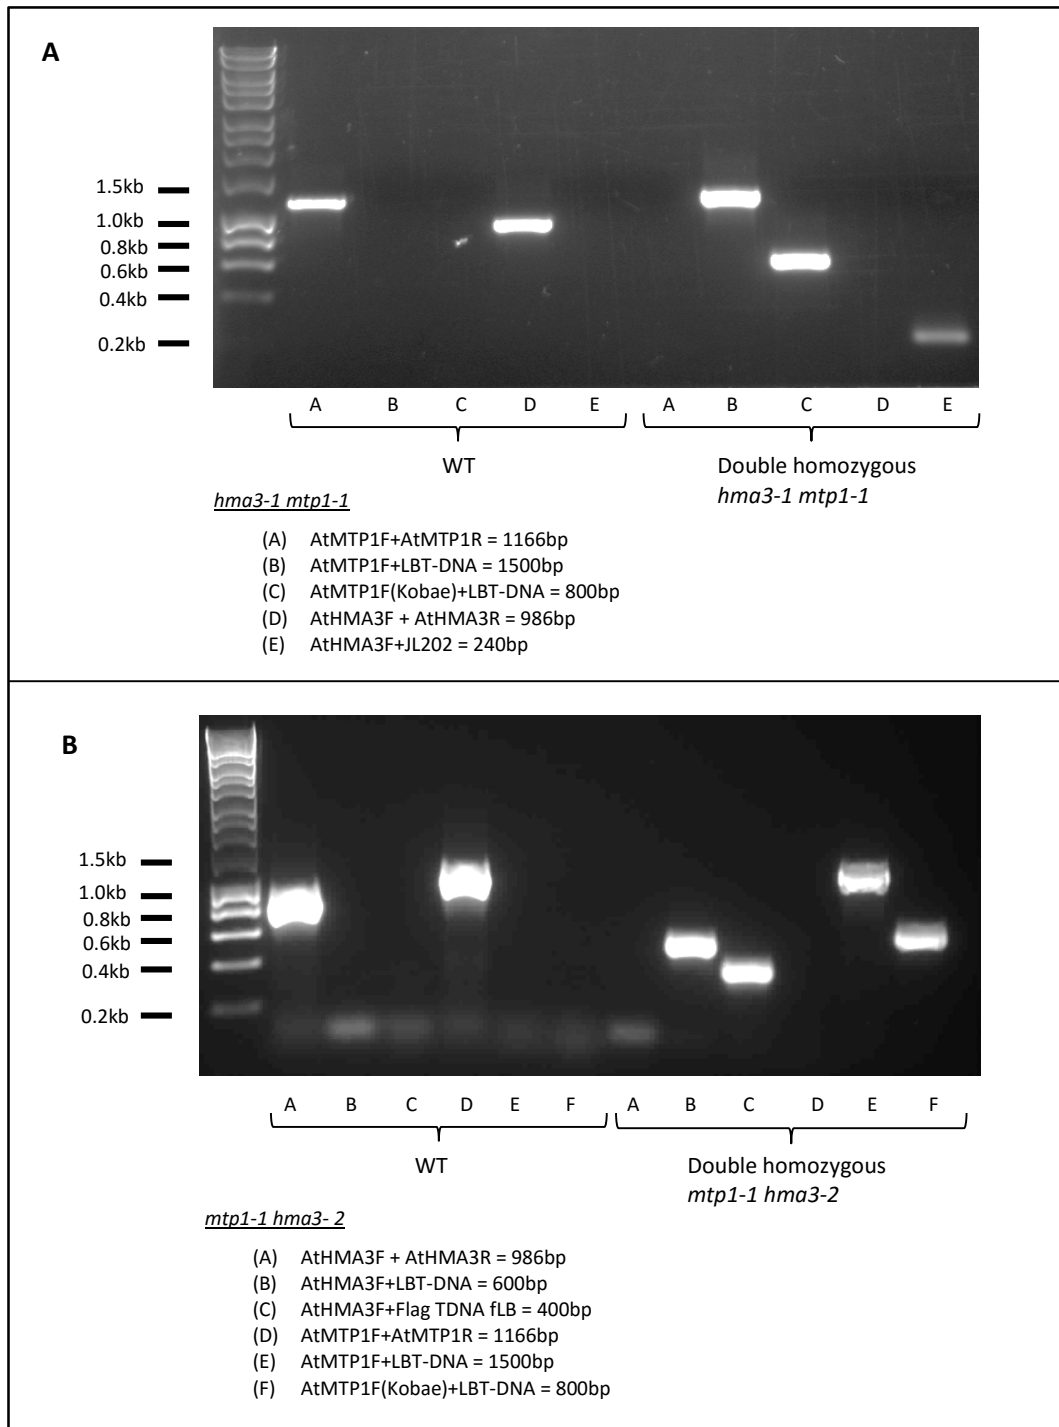 A
1.5kb
1.0kb
0.8kb
0.6kb
0.4kb
0.2kb
A B C D E A B C D E
WT
Double homozygous
hma3-1 mtp1-1
hma3-1 mtp1-1
(A) AtMTP1F+AtMTP1R = 1166bp
(B) AtMTP1F+LBT-DNA = 1500bp
(C) AtMTP1F(Kobae)+LBT-DNA = 800bp
(D) AtHMA3F + AtHMA3R = 986bp
(E) AtHMA3F+JL202 = 240bp
B
1.5kb
1.0kb
0.8kb
0.6kb
0.4kb
0.2kb
A B C D E F A B C D E F
WT
Double homozygous
mtp1-1 hma3-2
mtp1-1 hma3- 2
(A) AtHMA3F + AtHMA3R = 986bp
(B) AtHMA3F+LBT-DNA = 600bp
(C) AtHMA3F+Flag TDNA fLB = 400bp
(D) AtMTP1F+AtMTP1R = 1166bp
(E) AtMTP1F+LBT-DNA = 1500bp
(F) AtMTP1F(Kobae)+LBT-DNA = 800bp